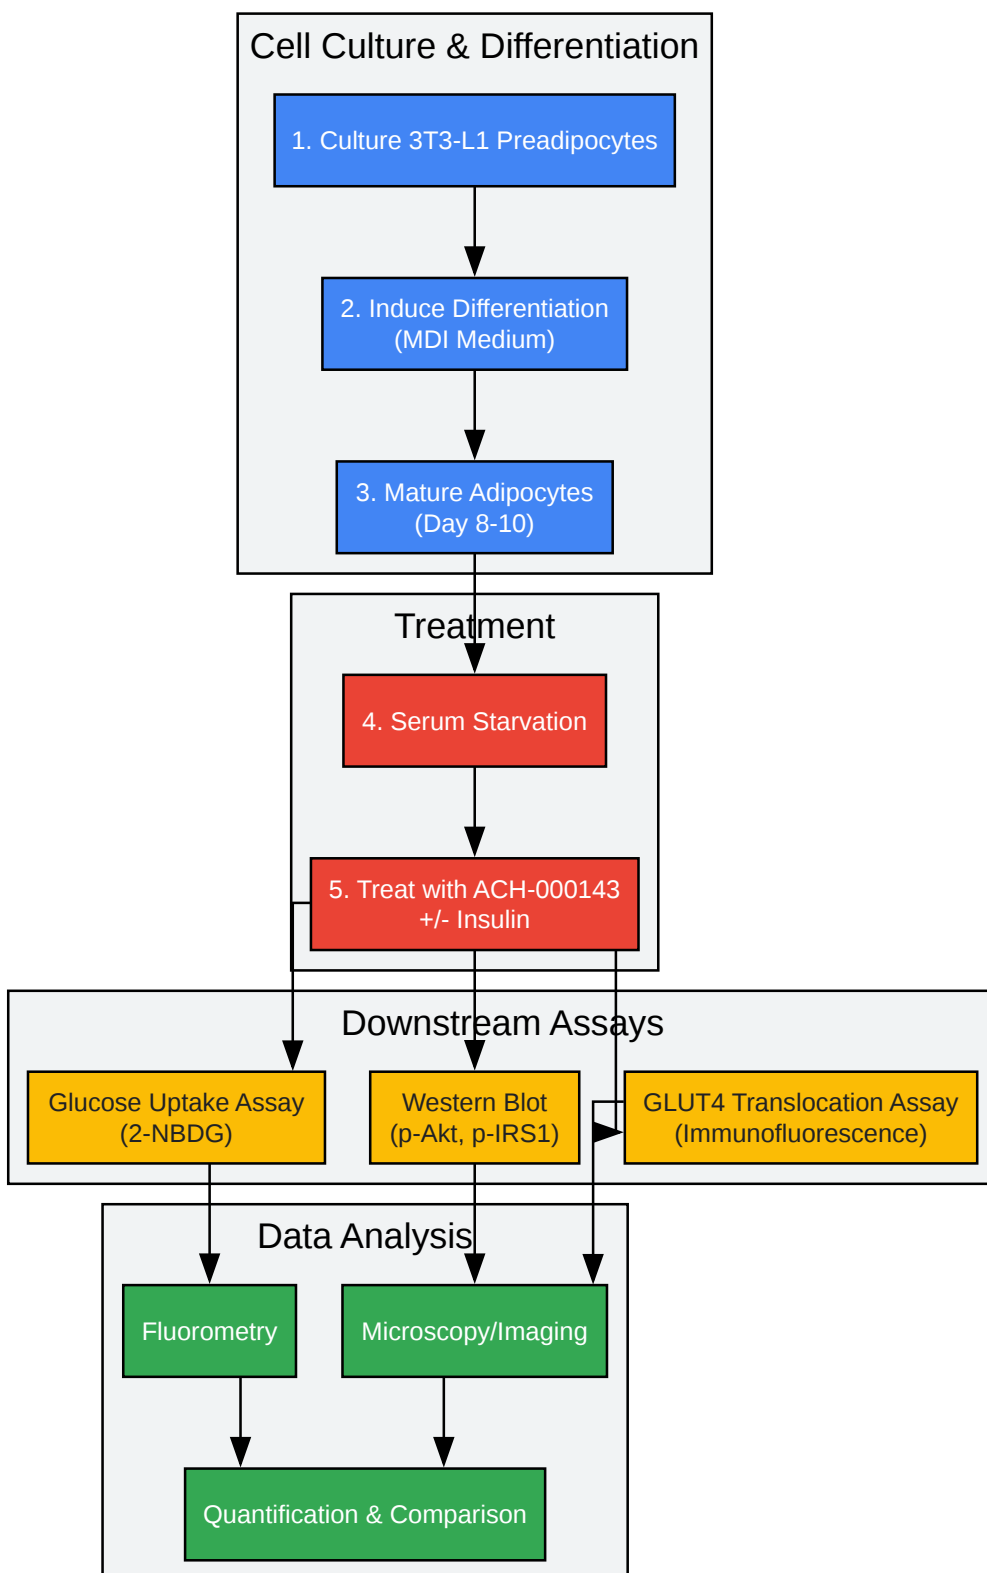 Cell Culture & Differentiation
1. Culture 3T3-L1 Preadipocytes
2. Induce Differentiation
(MDI Medium)
3. Mature Adipocytes
(Day 8-10)
Treatment
4. Serum Starvation
5. Treat with ACH-000143
+/- Insulin
Downstream Assays
Glucose Uptake Assay
(2-NBDG)
Western Blot
(p-Akt, p-IRS1)
GLUT4 Translocation Assay
(Immunofluorescence)
Data Analysis
Fluorometry
Microscopy/Imaging
Quantification & Comparison